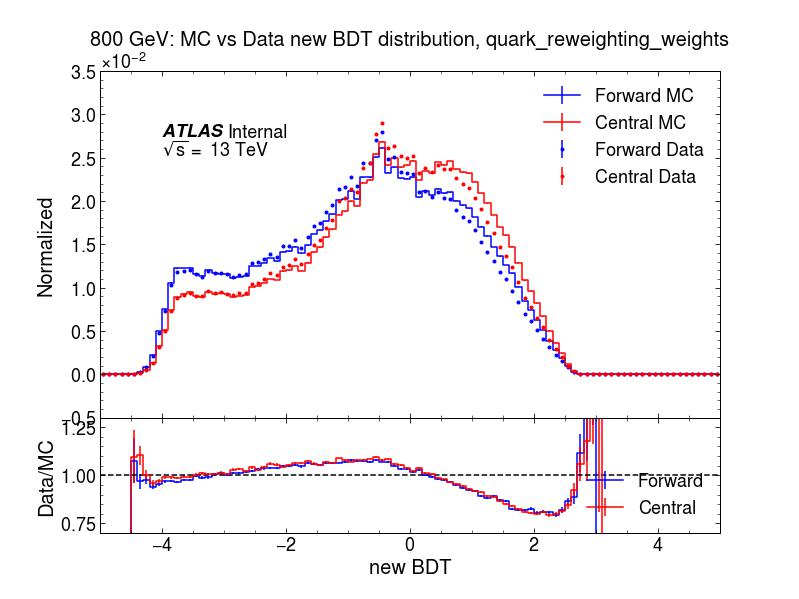 800 GeV: MC vs Data new BDT distribution, quark_reweighting_weights
×10⁻²
3.5
3.0
2.5
2.0
1.5
1.0
0.5
0.0
0.5
Normalized
ATLAS Internal
√s = 13 TeV
Forward MC
Central MC
Forward Data
Central Data
1.25
1.00
0.75
Data/MC
Forward
Central
−4
−2
0
2
4
new BDT